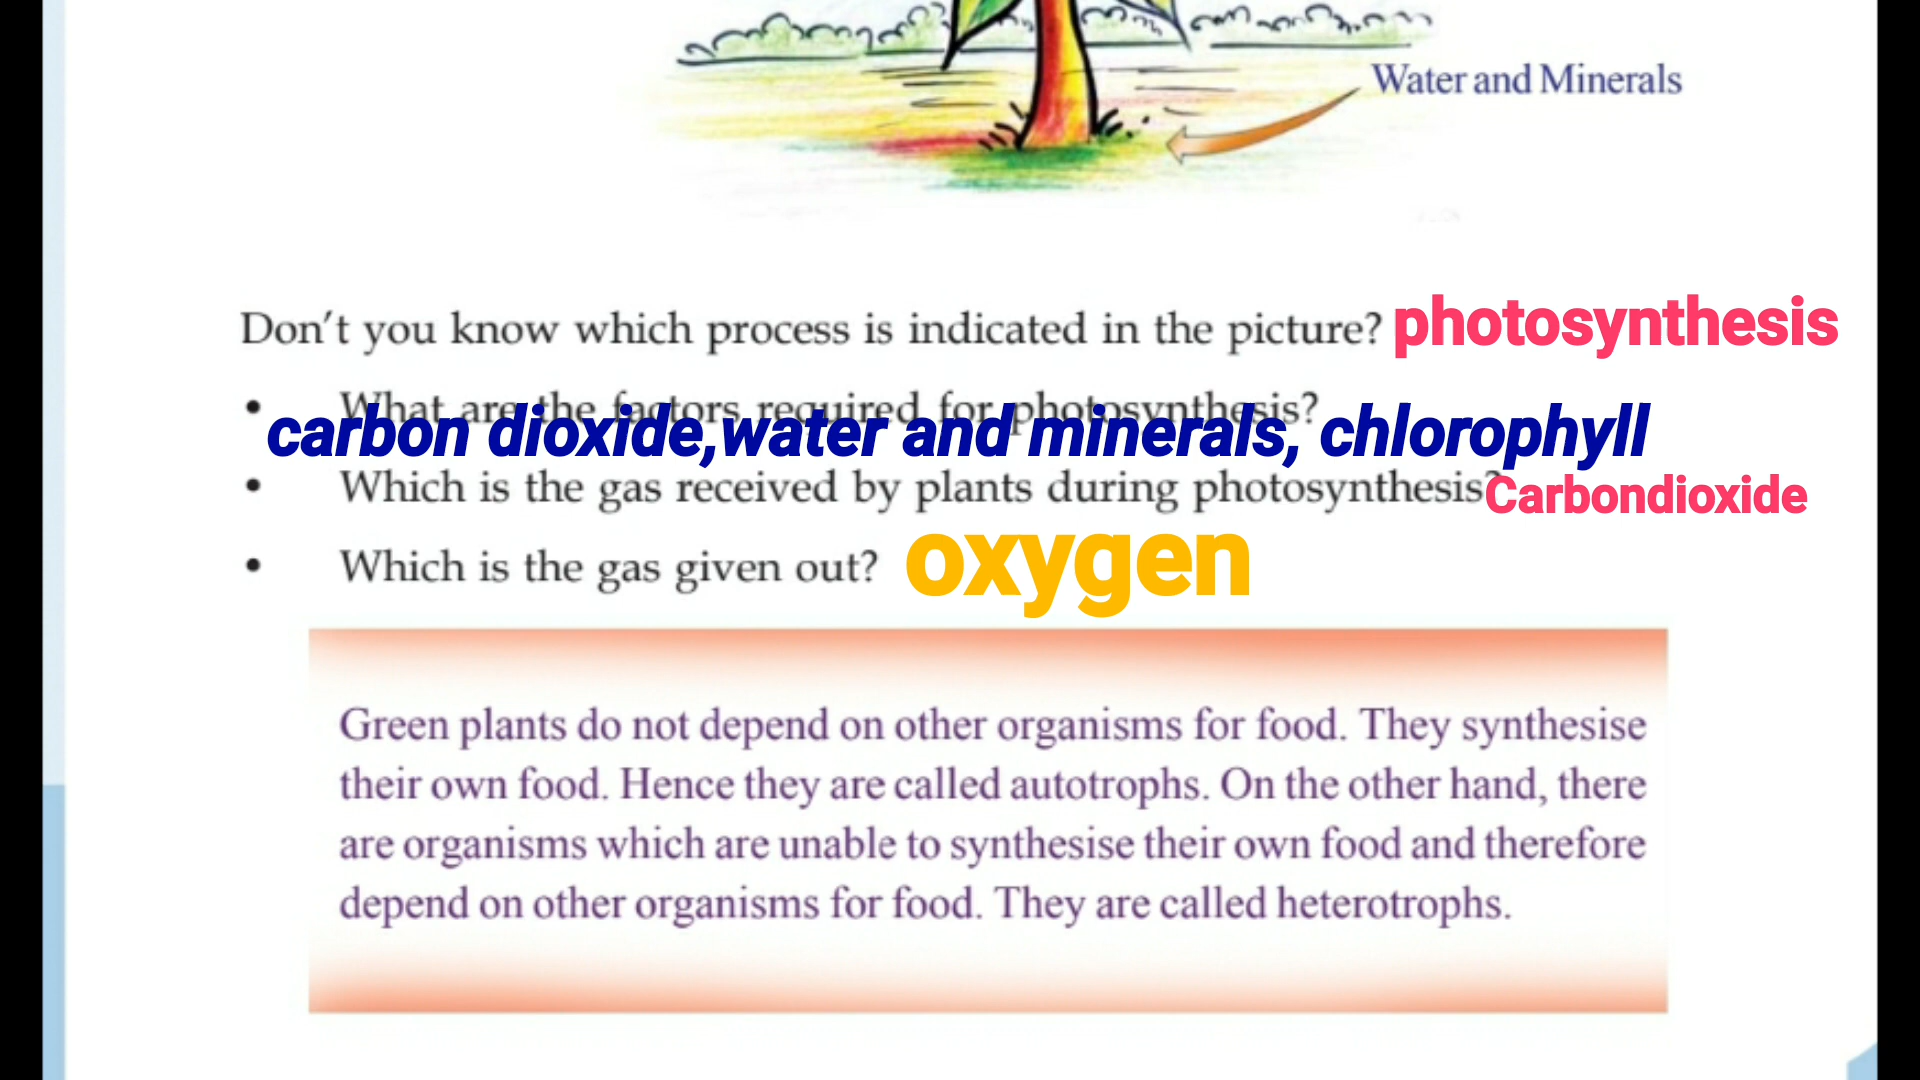 Water and Minerals
Don't you know which process is indicated in the picture? photosynthesis
• What are the factors required for photosynthesis?
carbon dioxide,water and minerals, chlorophyll
• Which is the gas received by plants during photosynthesis? Carbondioxide
• Which is the gas given out? oxygen
Green plants do not depend on other organisms for food. They synthesise
their own food. Hence they are called autotrophs. On the other hand, there
are organisms which are unable to synthesise their own food and therefore
depend on other organisms for food. They are called heterotrophs.